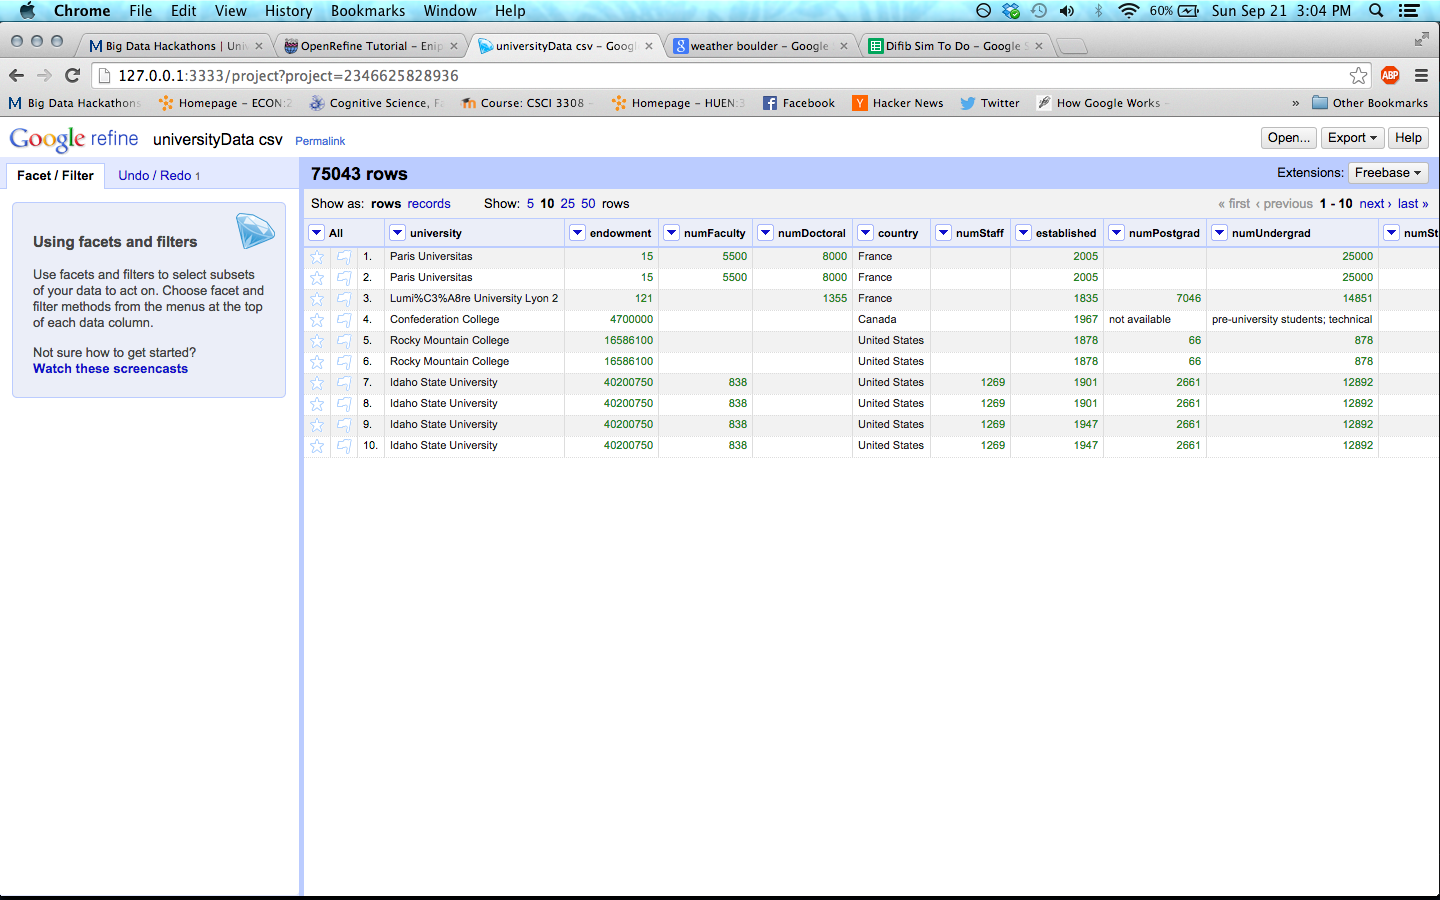 Chrome File Edit View History Bookmarks Window Help 60% Sun Sep 21 3:04 PM
Big Data Hackathons | Uni OpenRefine Tutorial – Enip universityData csv – Googl weather boulder – Google Difib Sim To Do – Google S
127.0.0.1:3333/project?project=2346625828936 ABP
Big Data Hackathons Homepage – ECON:2 Cognitive Science, Fa Course: CSCI 3308 – Homepage – HUEN:3 Facebook Hacker News Twitter How Google Works – » Other Bookmarks
Google refine universityData csv Permalink Open... Export Help
Facet / Filter Undo / Redo 1 75043 rows Extensions: Freebase
Show as: rows records Show: 5 10 25 50 rows « first ‹ previous 1 - 10 next › last »
Using facets and filters
Use facets and filters to select subsets
of your data to act on. Choose facet and
filter methods from the menus at the top
of each data column.
Not sure how to get started?
Watch these screencasts
All university endowment numFaculty numDoctoral country numStaff established numPostgrad numUndergrad numSt
1. Paris Universitas 15 5500 8000 France 2005 25000
2. Paris Universitas 15 5500 8000 France 2005 25000
3. Lumi%C3%A8re University Lyon 2 121 1355 France 1835 7046 14851
4. Confederation College 4700000 Canada 1967 not available pre-university students; technical
5. Rocky Mountain College 16586100 United States 1878 66 878
6. Rocky Mountain College 16586100 United States 1878 66 878
7. Idaho State University 40200750 838 United States 1269 1901 2661 12892
8. Idaho State University 40200750 838 United States 1269 1901 2661 12892
9. Idaho State University 40200750 838 United States 1269 1947 2661 12892
10. Idaho State University 40200750 838 United States 1269 1947 2661 12892